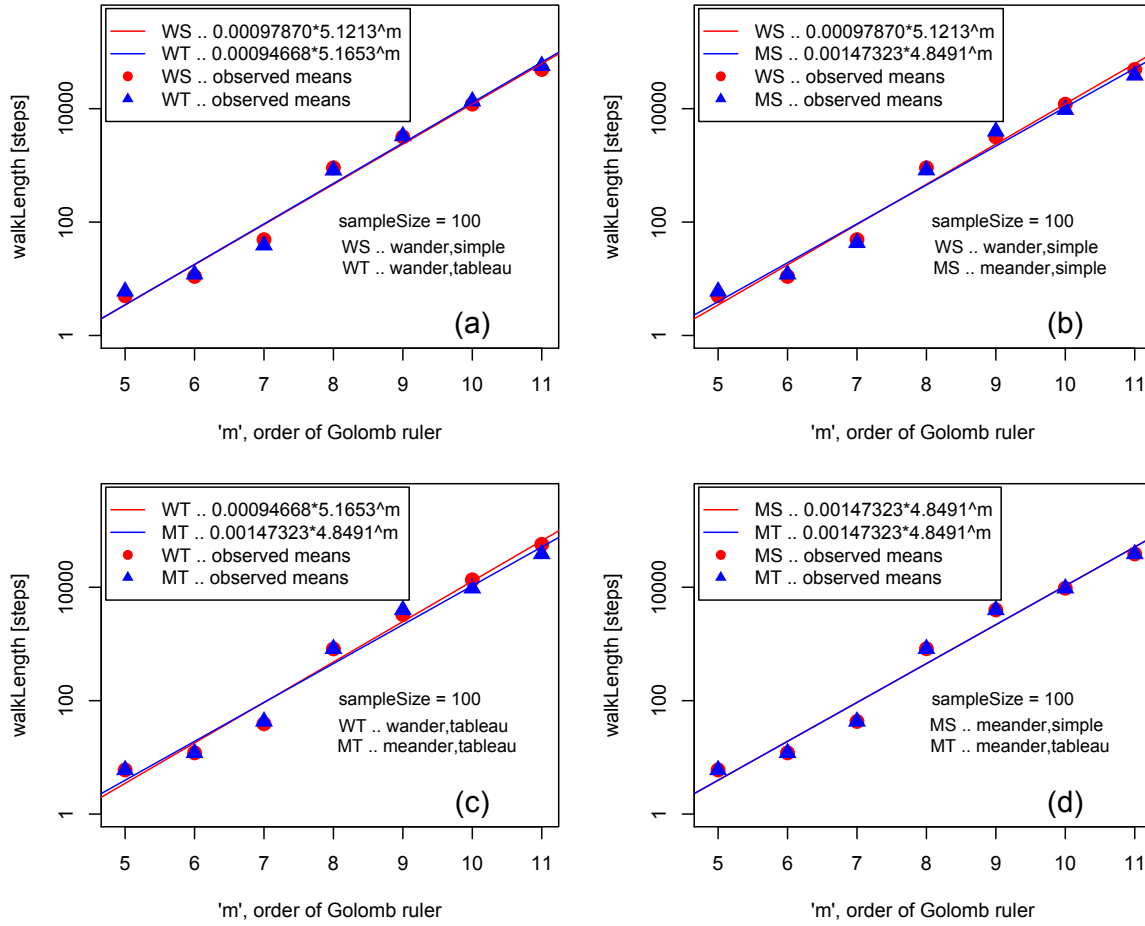 WS .. 0.00097870*5.1213^m
WT .. 0.00094668*5.1653^m
WS .. observed means
WT .. observed means
walkLength [steps]
10000
100
1
sampleSize = 100
WS .. wander,simple
WT .. wander,tableau
(a)
5 6 7 8 9 10 11
'm', order of Golomb ruler
WS .. 0.00097870*5.1213^m
MS .. 0.00147323*4.8491^m
WS .. observed means
MS .. observed means
walkLength [steps]
10000
100
1
sampleSize = 100
WS .. wander,simple
MS .. meander,simple
(b)
5 6 7 8 9 10 11
'm', order of Golomb ruler
WT .. 0.00094668*5.1653^m
MT .. 0.00147323*4.8491^m
WT .. observed means
MT .. observed means
walkLength [steps]
10000
100
1
sampleSize = 100
WT .. wander,tableau
MT .. meander,tableau
(c)
5 6 7 8 9 10 11
'm', order of Golomb ruler
MS .. 0.00147323*4.8491^m
MT .. 0.00147323*4.8491^m
MS .. observed means
MT .. observed means
walkLength [steps]
10000
100
1
sampleSize = 100
MS .. meander,simple
MT .. meander,tableau
(d)
5 6 7 8 9 10 11
'm', order of Golomb ruler